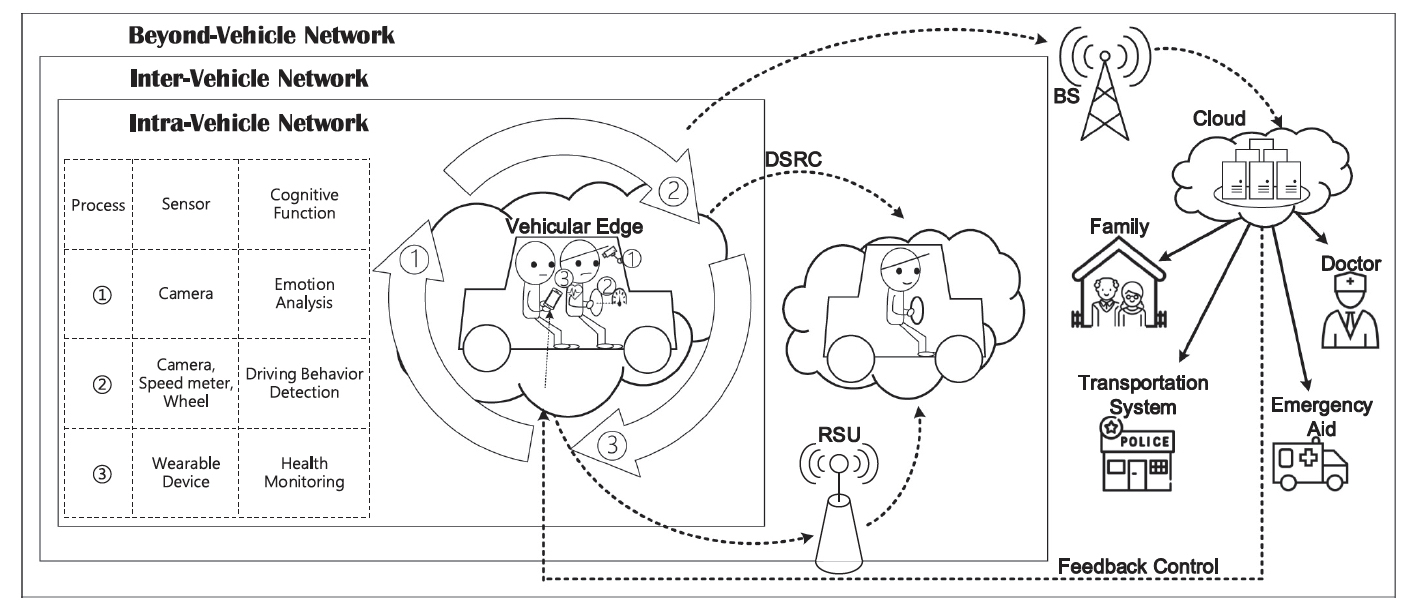 Beyond-Vehicle Network
Inter-Vehicle Network
Intra-Vehicle Network
Process
Sensor
Cognitive
Function
①
Camera
Emotion
Analysis
②
Camera,
Speed meter,
Wheel
Driving Behavior
Detection
③
Wearable
Device
Health
Monitoring
①
②
③
Vehicular Edge
①
②
③
DSRC
RSU
BS
Cloud
Family
Doctor
Transportation
System
POLICE
Emergency
Aid
Feedback Control